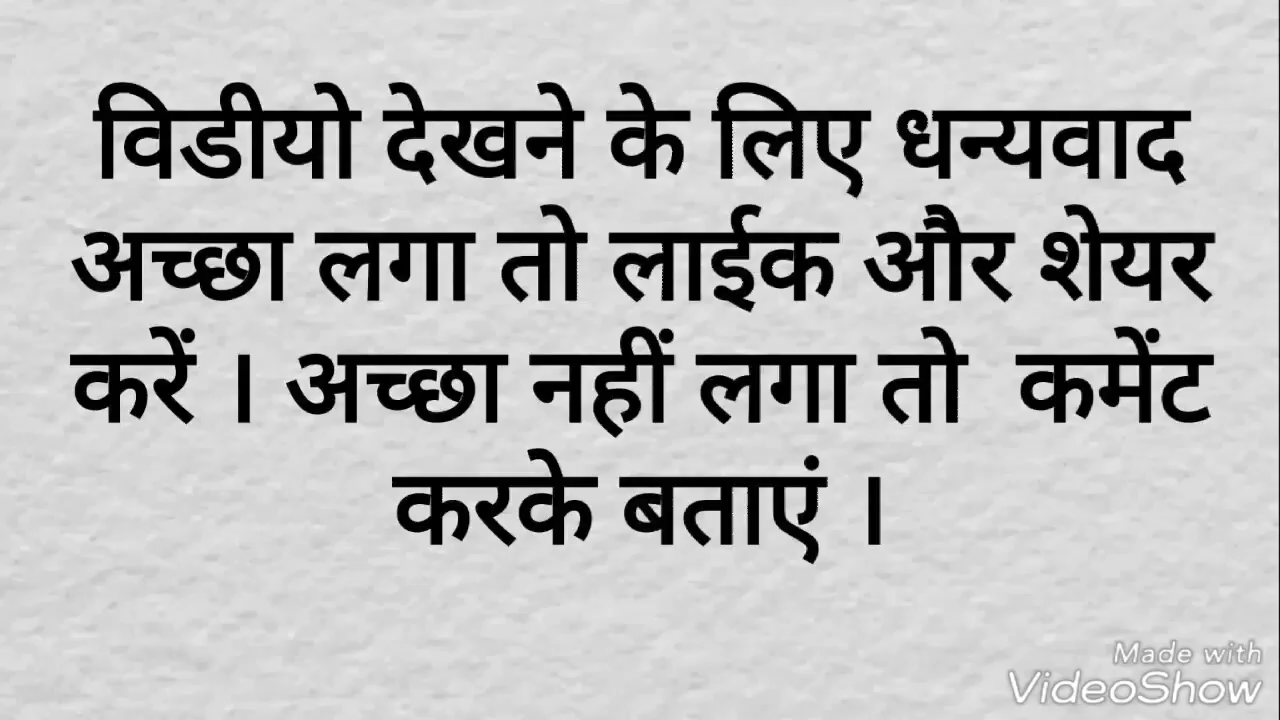 विडीयो देखने के लिए धन्यवाद
अच्छा लगा तो लाईक और शेयर
करें । अच्छा नहीं लगा तो कमेंट
करके बताएं ।
Made with
VideoShow